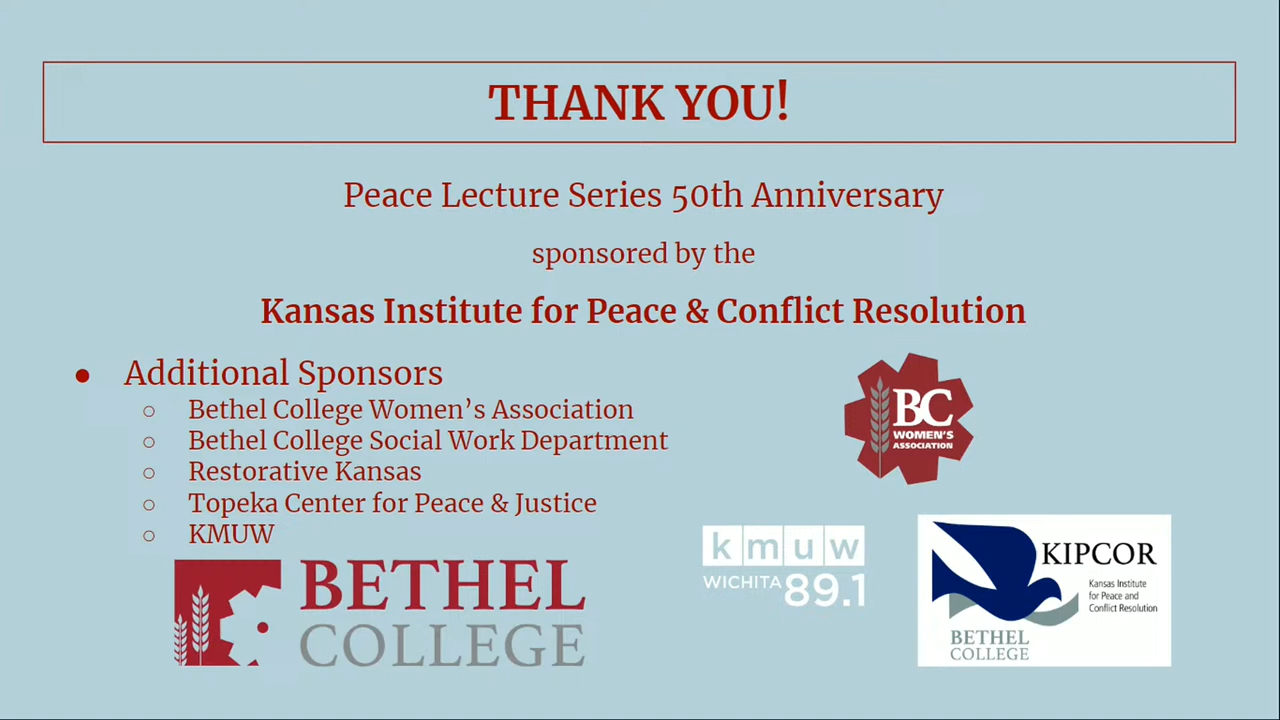 THANK YOU!
Peace Lecture Series 50th Anniversary
sponsored by the
Kansas Institute for Peace & Conflict Resolution
● Additional Sponsors
○ Bethel College Women’s Association
○ Bethel College Social Work Department
○ Restorative Kansas
○ Topeka Center for Peace & Justice
○ KMUW
BC
WOMEN'S
ASSOCIATION
BETHEL
COLLEGE
kmuw
WICHITA 89.1
KIPCOR
Kansas Institute
for Peace and
Conflict Resolution
BETHEL
COLLEGE